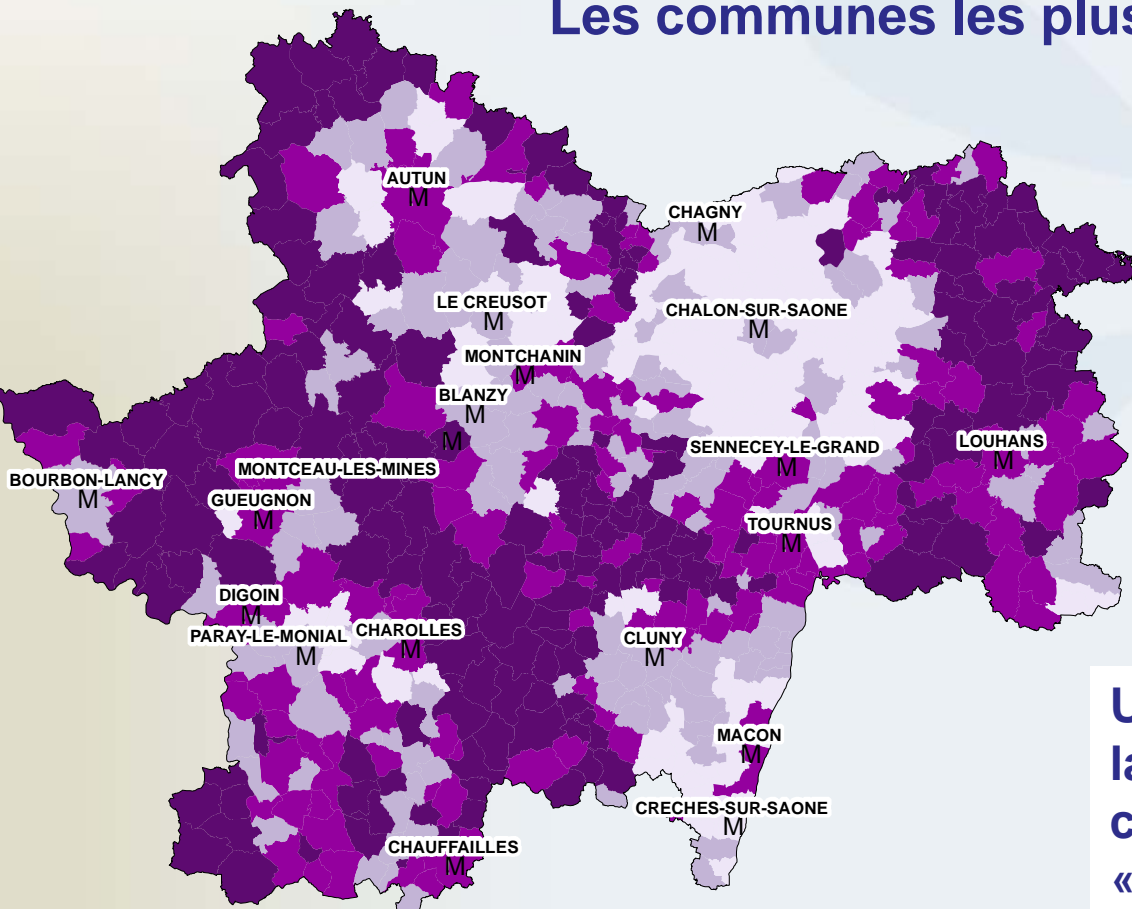 Les communes les plus
AUTUN
M
CHAGNY
M
LE CREUSOT
M
CHALON-SUR-SAONE
M
MONTCHANIN
M
BLANZY
M
M
SENNECEY-LE-GRAND
M
LOUHANS
M
MONTCEAU-LES-MINES
BOURBON-LANCY
M
GUEUGNON
M
TOURNUS
M
DIGOIN
M
PARAY-LE-MONIAL
M
CHAROLLES
M
CLUNY
M
MACON
M
CRECHES-SUR-SAONE
M
CHAUFFAILLES
M
U
la
c
«